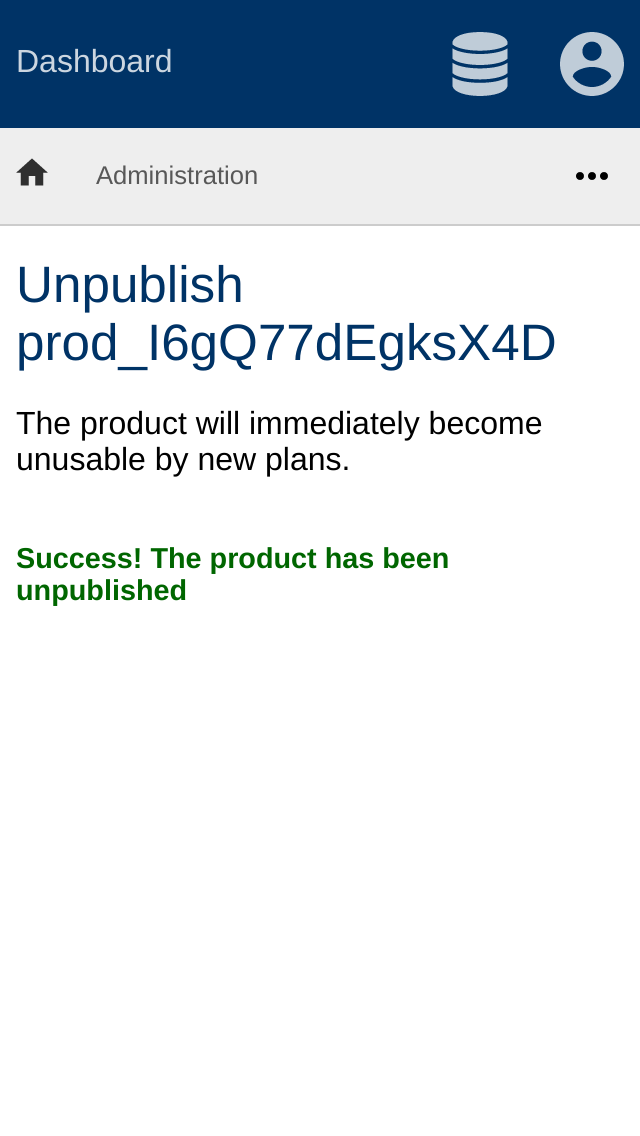 Dashboard
Administration
Unpublish
prod_I6gQ77dEgksX4D
The product will immediately become
unusable by new plans.
Success! The product has been
unpublished